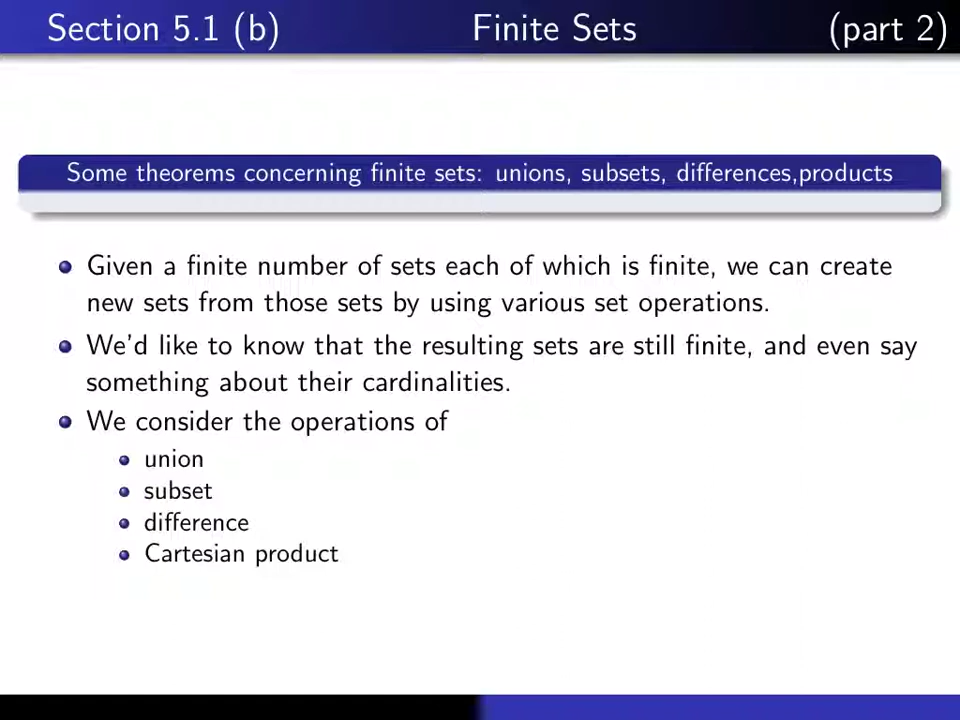 Section 5.1 (b) Finite Sets (part 2)
Some theorems concerning finite sets: unions, subsets, differences,products
Given a finite number of sets each of which is finite, we can create
new sets from those sets by using various set operations.
We'd like to know that the resulting sets are still finite, and even say
something about their cardinalities.
We consider the operations of
union
subset
difference
Cartesian product